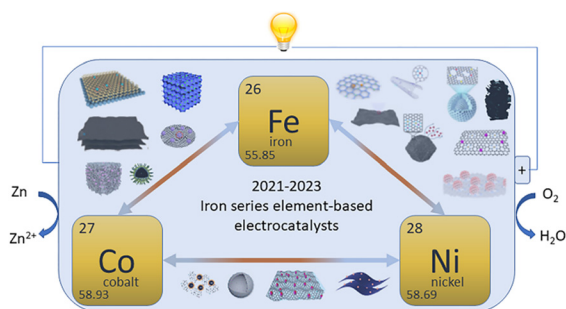 26
Fe
iron
55.85
+
Zn
Zn2+
O2
H2O
2021-2023
Iron series element-based
electrocatalysts
27
Co
cobalt
58.93
28
Ni
nickel
58.69